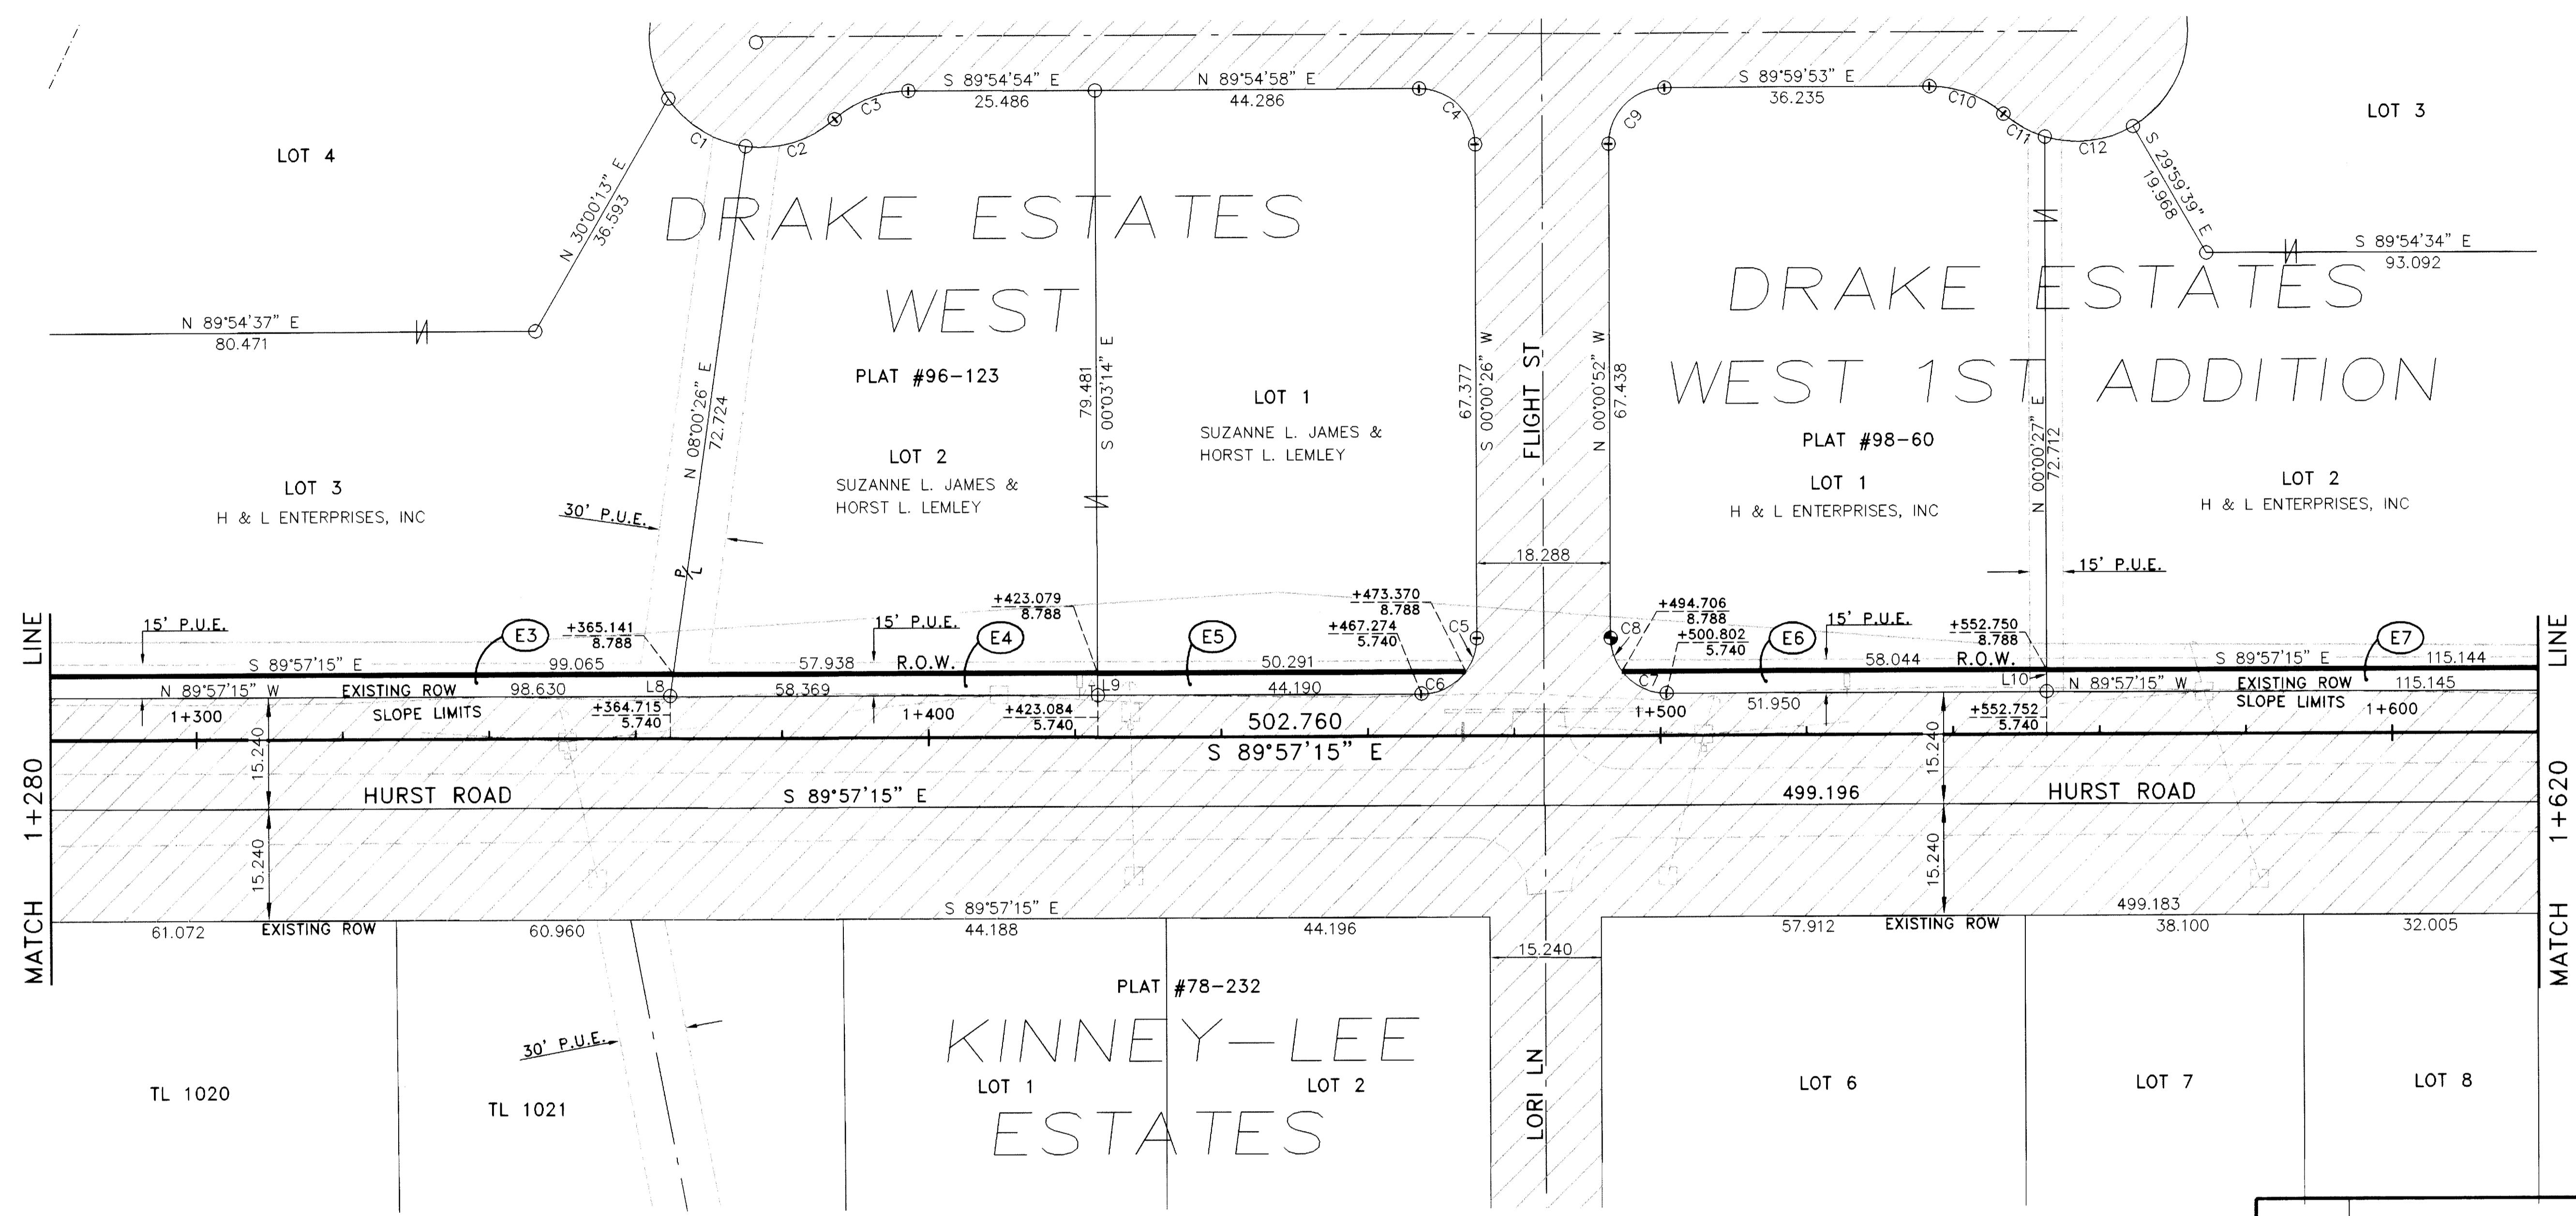 S 89°54'54" E
25.486
N 89°54'58" E
44.286
S 89°59'53" E
36.235
C1
C2
C3
C4
C9
C10
C11
C12
LOT 4
LOT 3
N 30°00'13" E
36.593
S 29°59'39" E
19.968
S 89°54'34" E
93.092
DRAKE ESTATES
WEST
PLAT #96-123
DRAKE ESTATES
WEST 1ST ADDITION
PLAT #98-60
N 89°54'37" E
80.471
N 08°00'26" E
72.724
79.481
S 00°03'14" E
67.377
S 00°00'26" W
FLIGHT ST
N 00°00'52" W
67.438
N 00°00'27" E
72.712
LOT 1
SUZANNE L. JAMES &
HORST L. LEMLEY
LOT 2
SUZANNE L. JAMES &
HORST L. LEMLEY
LOT 3
H & L ENTERPRISES, INC
LOT 1
H & L ENTERPRISES, INC
LOT 2
H & L ENTERPRISES, INC
30' P.U.E.
P/L
18.288
15' P.U.E.
MATCH 1+280 LINE
15' P.U.E.
E3
+365.141
8.788
15' P.U.E.
+423.079
8.788
E4
E5
+473.370
8.788
+467.274
5.740
C5
C8
+494.706
8.788
+500.802
5.740
E6
15' P.U.E.
+552.750
8.788
E7
MATCH 1+620 LINE
S 89°57'15" E
99.065
57.938
R.O.W.
50.291
58.044
R.O.W.
S 89°57'15" E
115.144
N 89°57'15" W
EXISTING ROW
98.630
L8
58.369
L9
44.190
C6
C7
51.950
L10
N 89°57'15" W
EXISTING ROW
115.145
1+300
SLOPE LIMITS
+364.715
5.740
1+400
+423.084
5.740
502.760
S 89°57'15" E
1+500
+552.752
5.740
SLOPE LIMITS
1+600
15.240
15.240
HURST ROAD
S 89°57'15" E
499.196
HURST ROAD
15.240
15.240
S 89°57'15" E
499.183
61.072
EXISTING ROW
60.960
44.188
44.196
15.240
57.912
EXISTING ROW
38.100
32.005
PLAT #78-232
KINNEY-LEE
ESTATES
30' P.U.E.
TL 1020
TL 1021
LOT 1
LOT 2
LORI LN
LOT 6
LOT 7
LOT 8